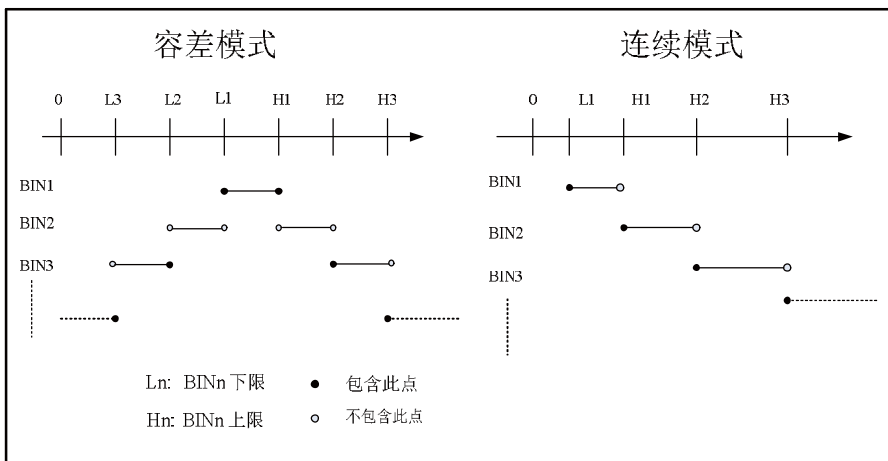 容差模式
0 L3 L2 L1 H1 H2 H3
BIN1
BIN2
BIN3
连续模式
0 L1 H1 H2 H3
BIN1
BIN2
BIN3
Ln: BINn 下限 包含此点
Hn: BINn 上限 不包含此点